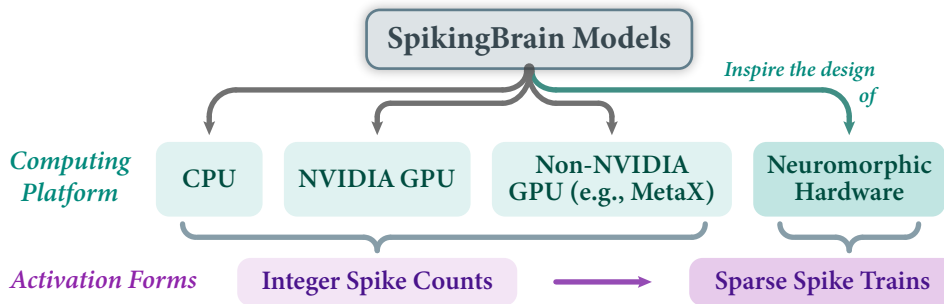 SpikingBrain Models
Inspire the design
of
Computing
Platform
CPU
NVIDIA GPU
Non-NVIDIA
GPU (e.g., MetaX)
Neuromorphic
Hardware
Activation Forms
Integer Spike Counts
Sparse Spike Trains